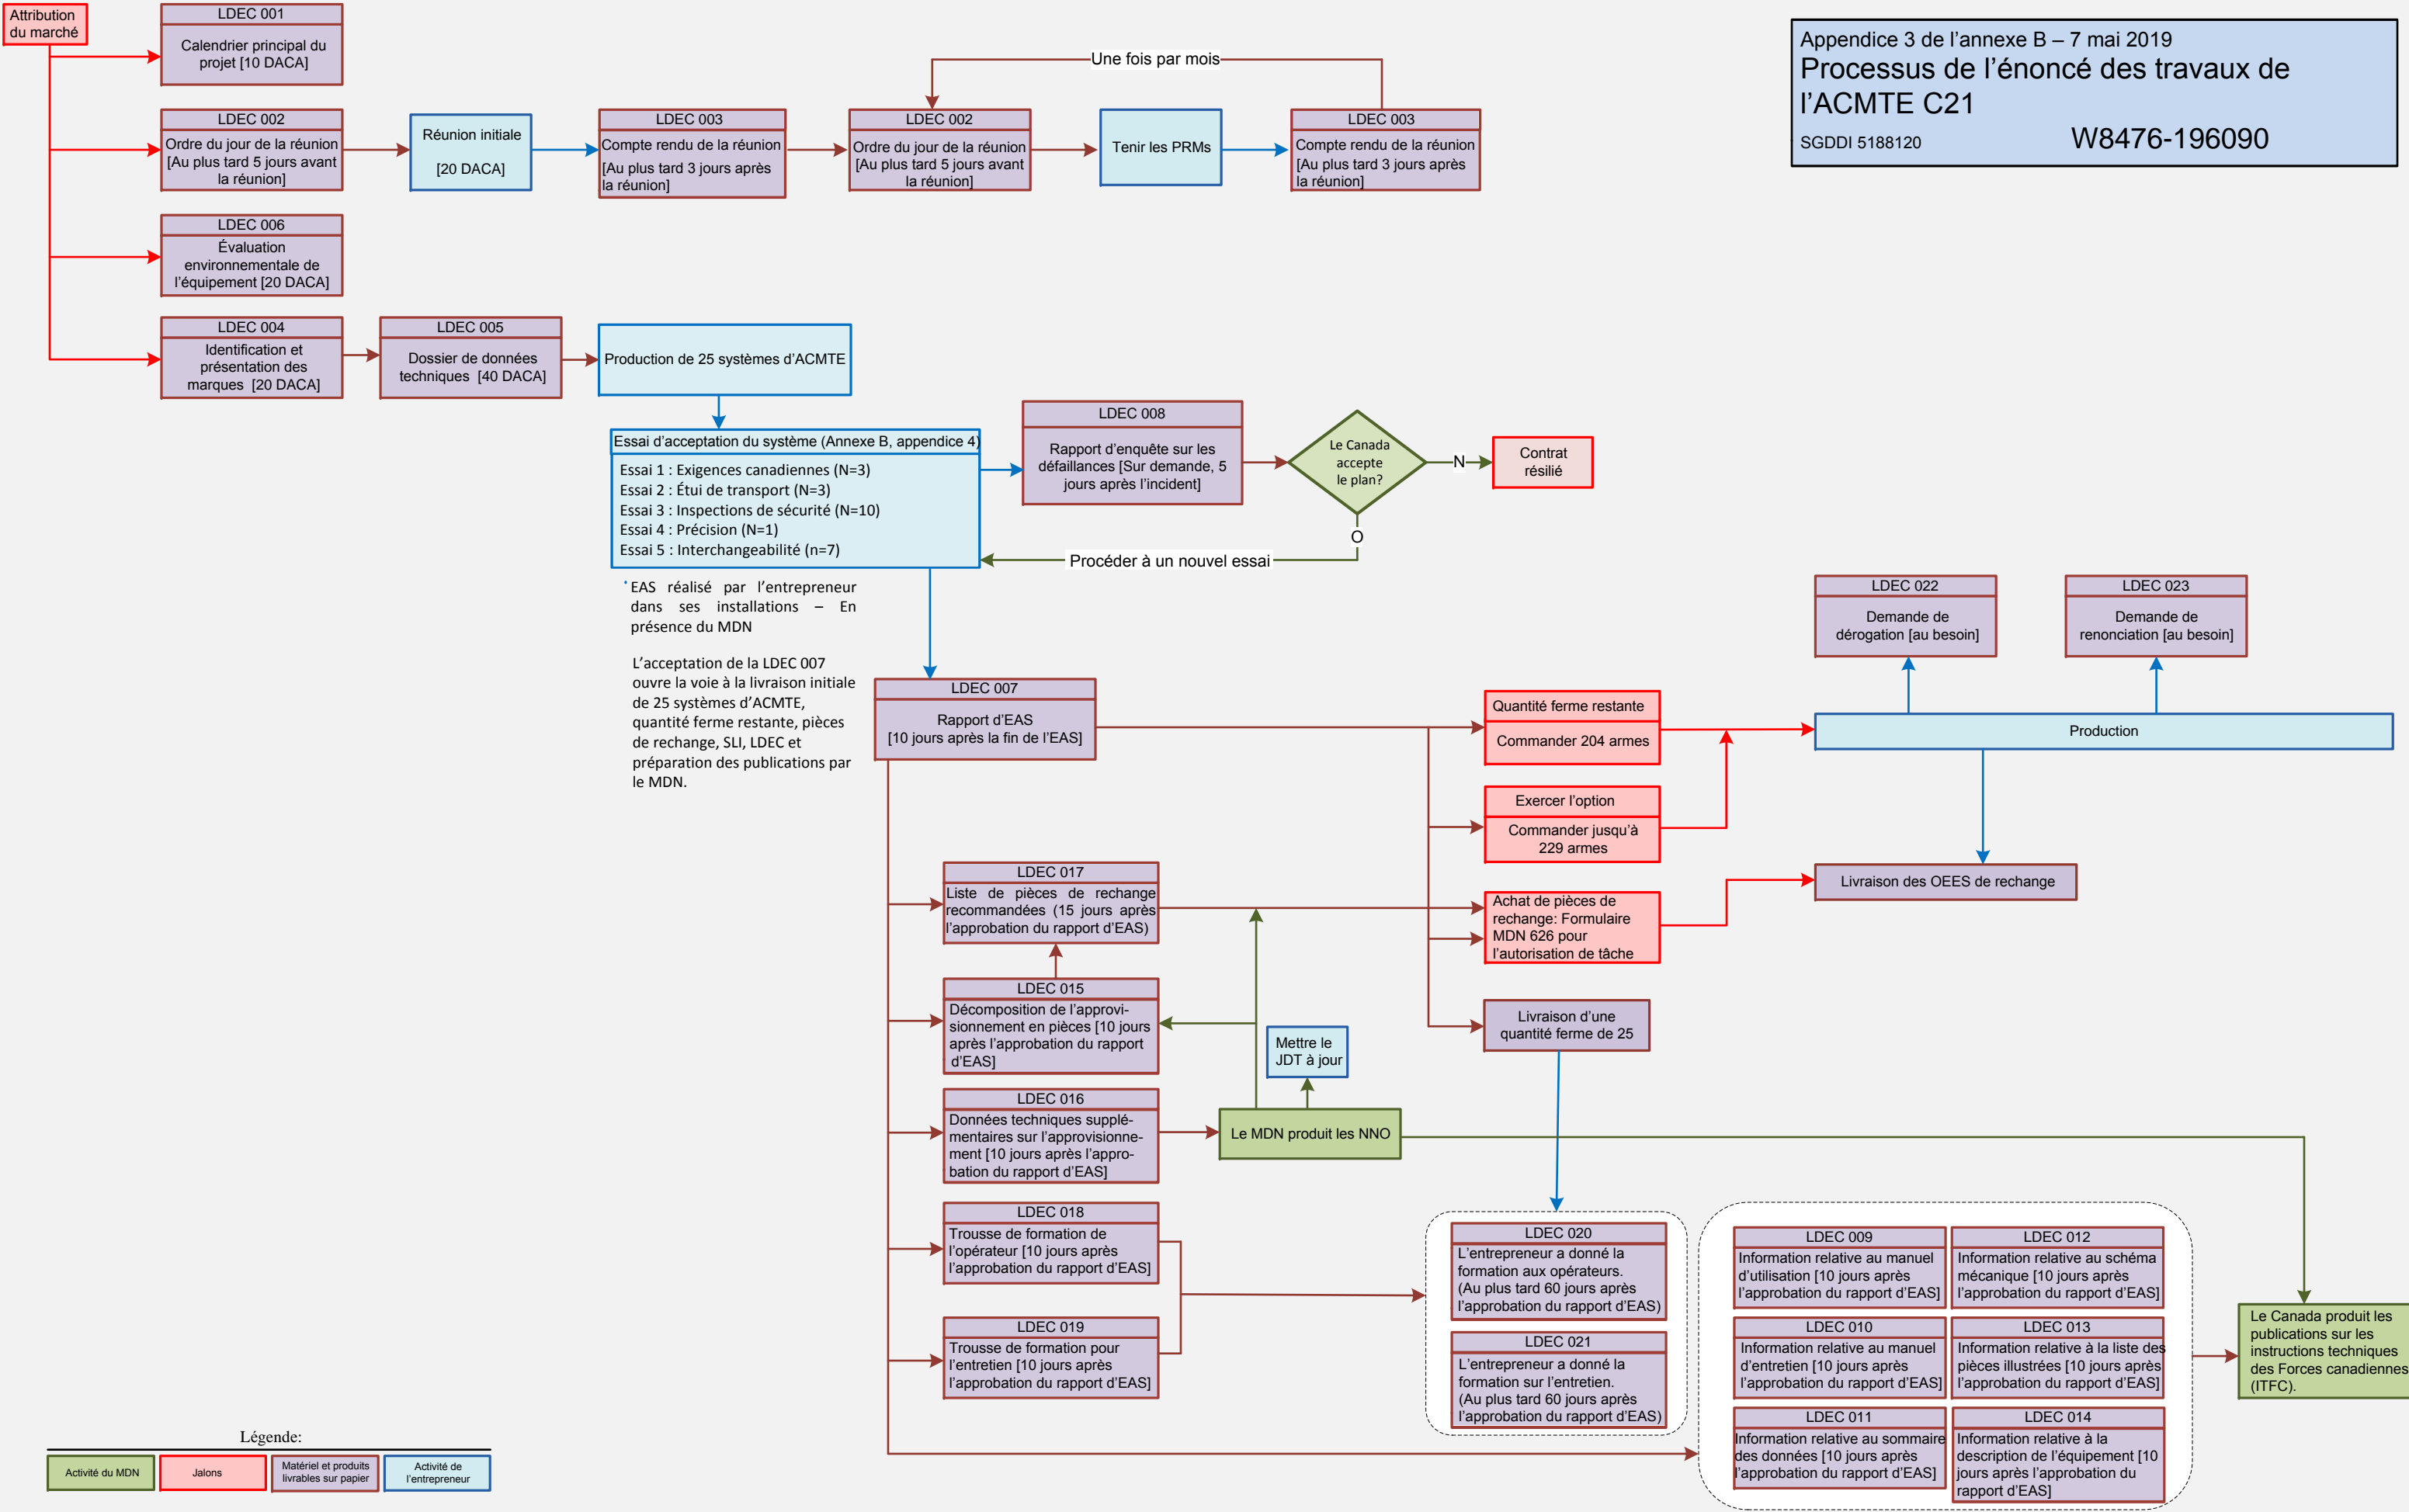 Attribution
du marché
LDEC 001
Calendrier principal du
projet [10 DACA]
Appendice 3 de l’annexe B – 7 mai 2019
Processus de l’énoncé des travaux de
l’ACMTE C21
SGDDI 5188120 W8476-196090
Une fois par mois
LDEC 002
Ordre du jour de la réunion
[Au plus tard 5 jours avant
la réunion]
Réunion initiale
[20 DACA]
LDEC 003
Compte rendu de la réunion
[Au plus tard 3 jours après
la réunion]
LDEC 002
Ordre du jour de la réunion
[Au plus tard 5 jours avant
la réunion]
Tenir les PRMs
LDEC 003
Compte rendu de la réunion
[Au plus tard 3 jours après
la réunion]
LDEC 006
Évaluation
environnementale de
l’équipement [20 DACA]
LDEC 004
Identification et
présentation des
marques [20 DACA]
LDEC 005
Dossier de données
techniques [40 DACA]
Production de 25 systèmes d’ACMTE
Essai d’acceptation du système (Annexe B, appendice 4)
Essai 1 : Exigences canadiennes (N=3)
Essai 2 : Étui de transport (N=3)
Essai 3 : Inspections de sécurité (N=10)
Essai 4 : Précision (N=1)
Essai 5 : Interchangeabilité (n=7)
LDEC 008
Rapport d’enquête sur les
défaillances [Sur demande, 5
jours après l’incident]
Le Canada
accepte
le plan?
N
Contrat
résilié
O
Procéder à un nouvel essai
EAS réalisé par l’entrepreneur
dans ses installations – En
présence du MDN
L’acceptation de la LDEC 007
ouvre la voie à la livraison initiale
de 25 systèmes d’ACMTE,
quantité ferme restante, pièces
de rechange, SLI, LDEC et
préparation des publications par
le MDN.
LDEC 007
Rapport d’EAS
[10 jours après la fin de l’EAS]
LDEC 022
Demande de
dérogation [au besoin]
LDEC 023
Demande de
renonciation [au besoin]
Quantité ferme restante
Commander 204 armes
Production
Exercer l’option
Commander jusqu’à
229 armes
LDEC 017
Liste de pièces de rechange
recommandées (15 jours après
l’approbation du rapport d’EAS)
Achat de pièces de
rechange: Formulaire
MDN 626 pour
l’autorisation de tâche
Livraison des OEES de rechange
LDEC 015
Décomposition de l’approvi-
sionnement en pièces [10 jours
après l’approbation du rapport
d’EAS]
Livraison d’une
quantité ferme de 25
Mettre le
JDT à jour
LDEC 016
Données techniques supplé-
mentaires sur l’approvisionne-
ment [10 jours après l’appro-
bation du rapport d’EAS]
Le MDN produit les NNO
LDEC 018
Trousse de formation de
l’opérateur [10 jours après
l’approbation du rapport d’EAS]
LDEC 019
Trousse de formation pour
l’entretien [10 jours après
l’approbation du rapport d’EAS]
LDEC 020
L’entrepreneur a donné la
formation aux opérateurs.
(Au plus tard 60 jours après
l’approbation du rapport d’EAS)
LDEC 021
L’entrepreneur a donné la
formation sur l’entretien.
(Au plus tard 60 jours après
l’approbation du rapport d’EAS)
LDEC 009
Information relative au manuel
d’utilisation [10 jours après
l’approbation du rapport d’EAS]
LDEC 012
Information relative au schéma
mécanique [10 jours après
l’approbation du rapport d’EAS]
LDEC 010
Information relative au manuel
d’entretien [10 jours après
l’approbation du rapport d’EAS]
LDEC 013
Information relative à la liste des
pièces illustrées [10 jours après
l’approbation du rapport d’EAS]
LDEC 011
Information relative au sommaire
des données [10 jours après
l’approbation du rapport d’EAS]
LDEC 014
Information relative à la
description de l’équipement [10
jours après l’approbation du
rapport d’EAS]
Le Canada produit les
publications sur les
instructions techniques
des Forces canadiennes
(ITFC).
Légende:
Activité du MDN
Jalons
Matériel et produits
livrables sur papier
Activité de
l’entrepreneur